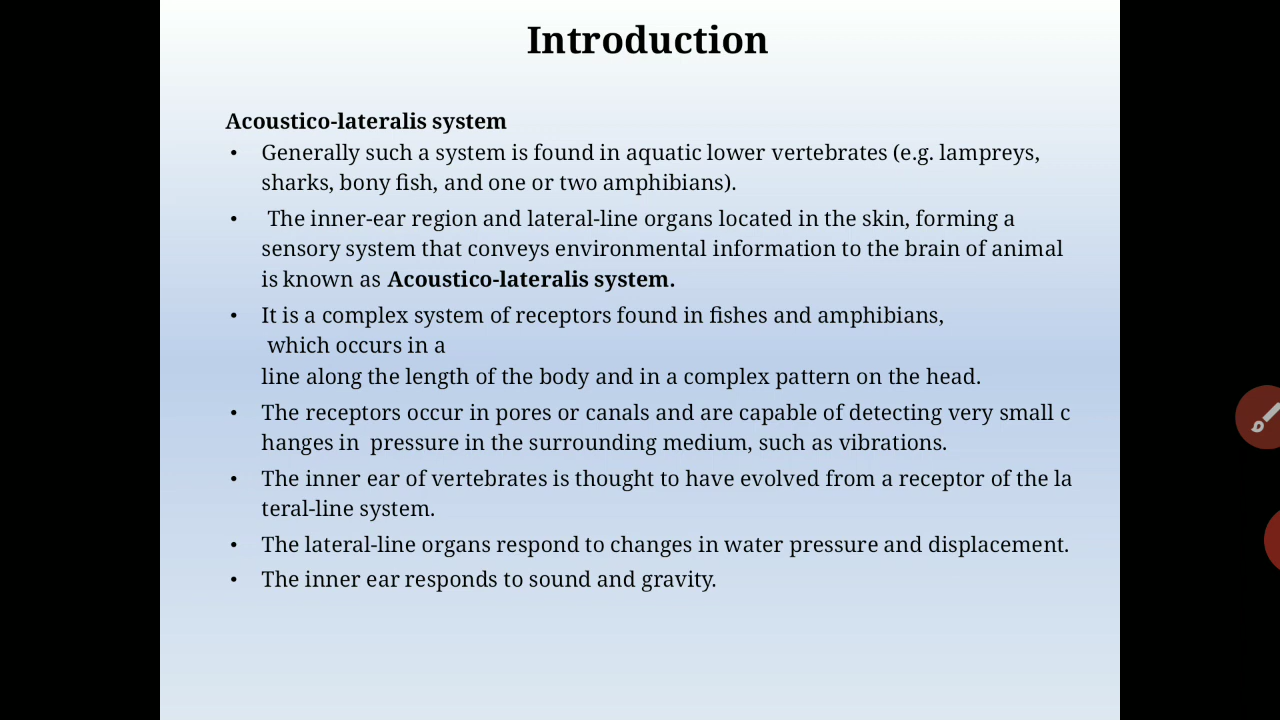 Introduction
Acoustico-lateralis system
• Generally such a system is found in aquatic lower vertebrates (e.g. lampreys,
sharks, bony fish, and one or two amphibians).
• The inner-ear region and lateral-line organs located in the skin, forming a
sensory system that conveys environmental information to the brain of animal
is known as Acoustico-lateralis system.
• It is a complex system of receptors found in fishes and amphibians,
which occurs in a
line along the length of the body and in a complex pattern on the head.
• The receptors occur in pores or canals and are capable of detecting very small c
hanges in pressure in the surrounding medium, such as vibrations.
• The inner ear of vertebrates is thought to have evolved from a receptor of the la
teral-line system.
• The lateral-line organs respond to changes in water pressure and displacement.
• The inner ear responds to sound and gravity.